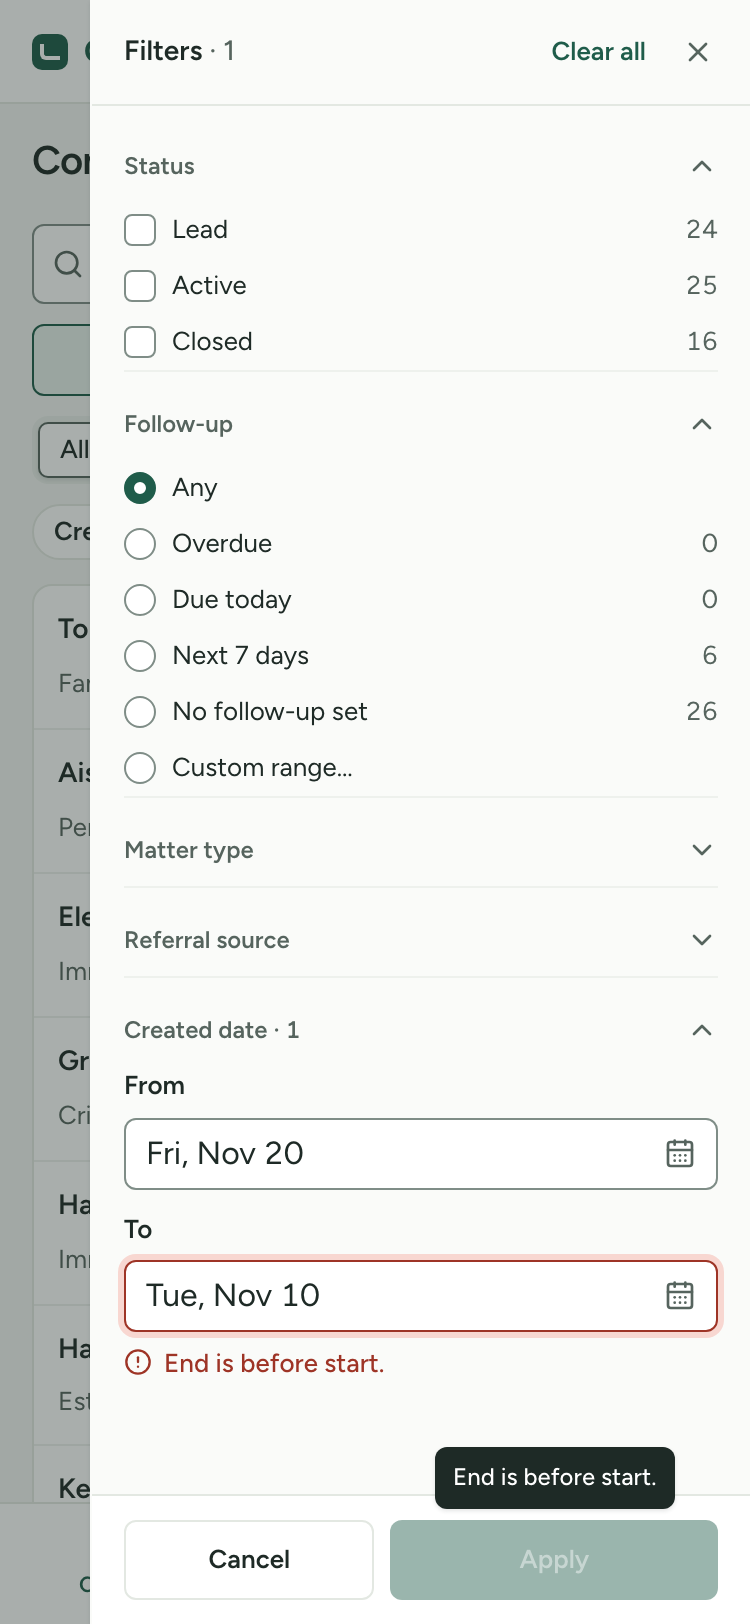 Filters · 1
Clear all
Status
Lead 24
Active 25
Closed 16
Follow-up
Any
Overdue 0
Due today 0
Next 7 days 6
No follow-up set 26
Custom range...
Matter type
Referral source
Created date · 1
From
Fri, Nov 20
To
Tue, Nov 10
End is before start.
End is before start.
Cancel
Apply
All